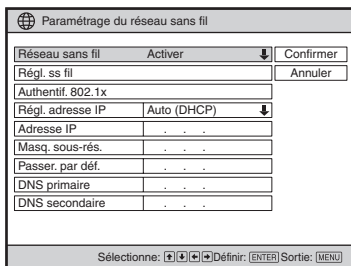 Paramétrage du réseau sans fil
Réseau sans fil Activer Confirmer
Régl. ss fil Annuler
Authentif. 802.1x
Régl. adresse IP Auto (DHCP)
Adresse IP . . .
Masq. sous-rés. . . .
Passer. par déf. . . .
DNS primaire . . .
DNS secondaire . . .
Sélectionne: Définir: ENTER Sortie: MENU